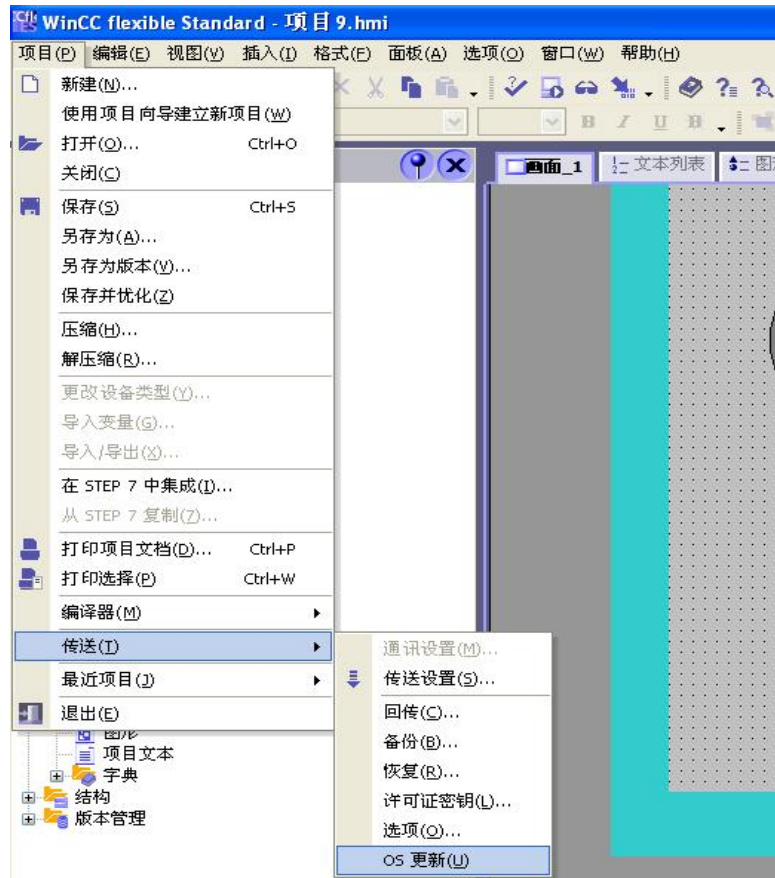 WinCC flexible Standard - 项目9.hmi
项目(P) 编辑(E) 视图(V) 插入(I) 格式(F) 面板(A) 选项(O) 窗口(W) 帮助(H)
新建(N)...
使用项目向导建立新项目(W)
打开(O)... Ctrl+O
关闭(C)
画面_1 文本列表
保存(S) Ctrl+S
另存为(A)...
另存为版本(V)...
保存并优化(Z)
压缩(H)...
解压缩(R)...
更改设备类型(Y)...
导入变量(G)...
导入/导出(X)...
在 STEP 7 中集成(I)...
从 STEP 7 复制(7)...
打印项目文档(D)... Ctrl+P
打印选择(P) Ctrl+W
编译器(M)
传送(T)
最近项目(J)
退出(E)
通讯设置(M)...
传送设置(S)...
回传(C)...
备份(B)...
恢复(R)...
许可证密钥(L)...
选项(O)...
OS 更新(U)
项目文本
字典
结构
版本管理